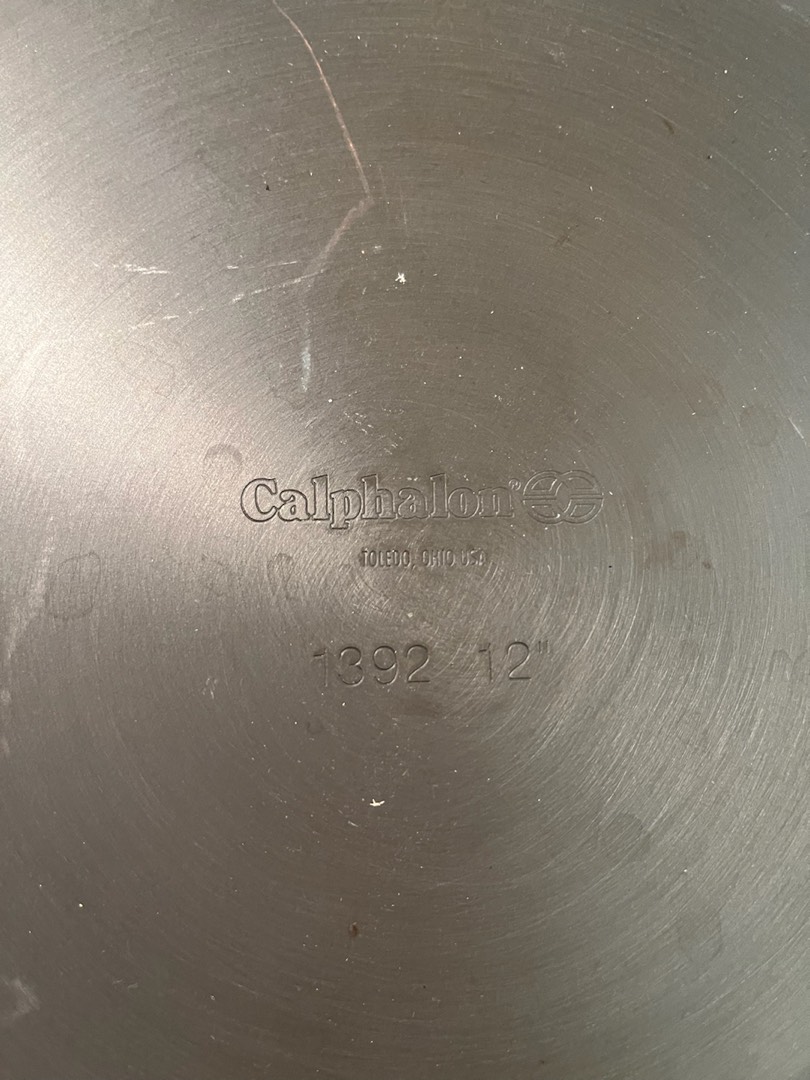 Calphalon®
TOLEDO, OHIO USA
1392 12"